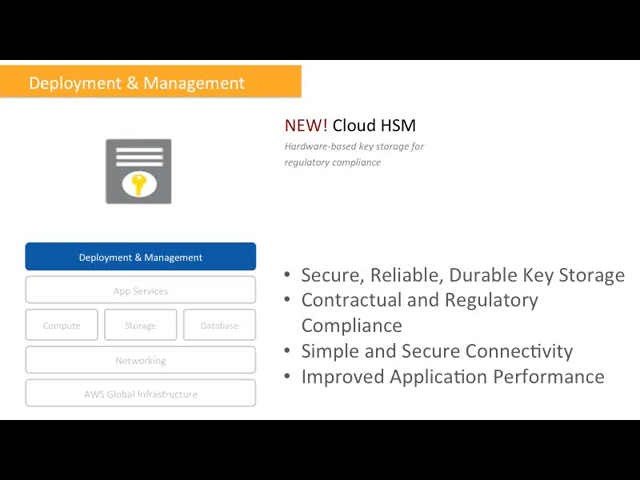 Deployment & Management
NEW! Cloud HSM
Hardware-based key storage for
regulatory compliance
Deployment & Management
App Services
Compute
Storage
Database
Networking
AWS Global Infrastructure
• Secure, Reliable, Durable Key Storage
• Contractual and Regulatory
Compliance
• Simple and Secure Connectivity
• Improved Application Performance